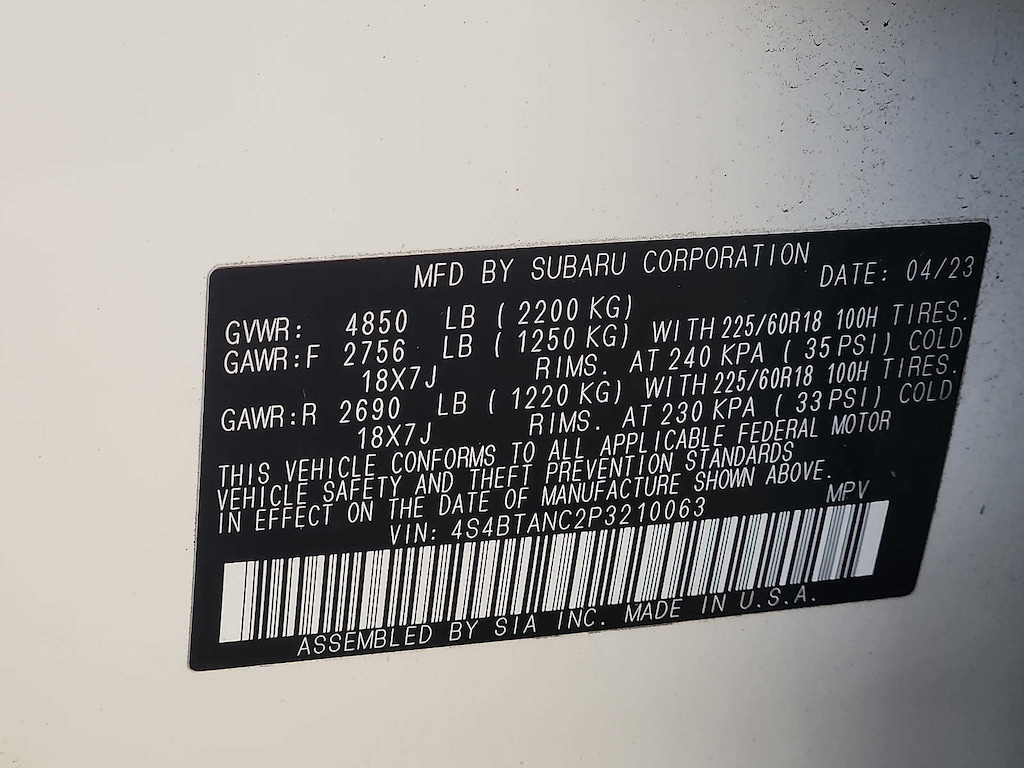 MFD BY SUBARU CORPORATION DATE: 04/23
GVWR: 4850 LB ( 2200 KG)
GAWR:F 2756 LB ( 1250 KG) WITH 225/60R18 100H TIRES.
18X7J RIMS. AT 240 KPA ( 35 PSI) COLD
GAWR:R 2690 LB ( 1220 KG) WITH 225/60R18 100H TIRES.
18X7J RIMS. AT 230 KPA ( 33 PSI) COLD
THIS VEHICLE CONFORMS TO ALL APPLICABLE FEDERAL MOTOR
VEHICLE SAFETY AND THEFT PREVENTION STANDARDS
IN EFFECT ON THE DATE OF MANUFACTURE SHOWN ABOVE.
VIN: 4S4BTANC2P3210063 MPV
ASSEMBLED BY SIA INC. MADE IN U.S.A.